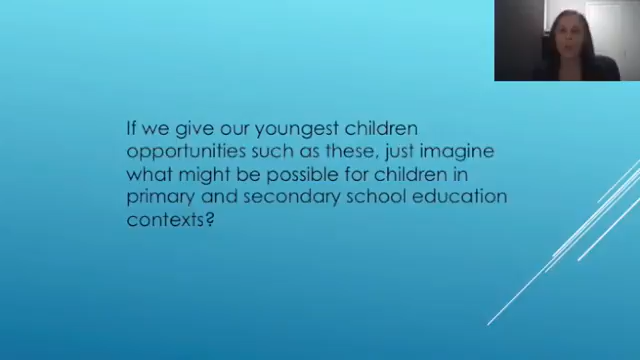 If we give our youngest children
opportunities such as these, just imagine
what might be possible for children in
primary and secondary school education
contexts?